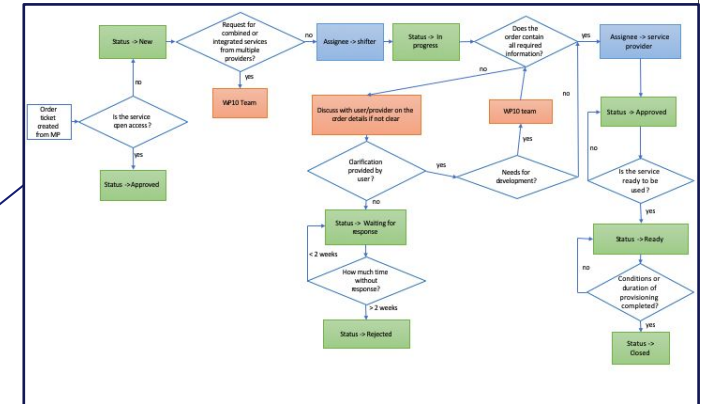 Order
ticket
created
from MP
Is the service
open access ?
no
yes
Status -> New
Status ->Approved
Request for
combined or
integrated services
from multiple
providers?
no
yes
WP10 Team
Assignee -> shifter
Status -> In
progress
Does the
order contain
all required
information?
yes
no
Discuss with user/provider on the
order details if not clear
Clarification
provided by
user ?
yes
no
Needs for
development?
yes
no
WP10 team
Status -> Waiting for
response
< 2 weeks
How much time
without
response?
> 2 weeks
Status -> Rejected
Assignee -> service
provider
Status -> Approved
no
Is the service
ready to be
used ?
yes
Status -> Ready
no
Conditions or
duration of
provisioning
completed?
yes
Status ->
Closed